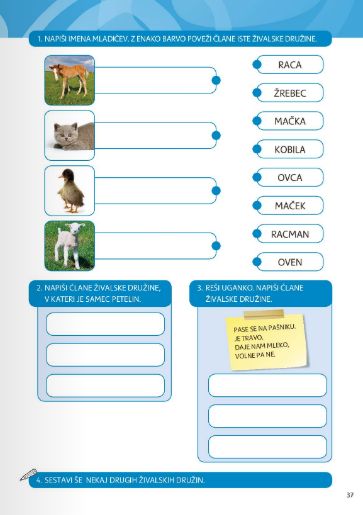 1. NAPIŠI IMENA MLADIČEV. Z ENAKO BARVO POVEŽI ČLANE ISTE ŽIVALSKE DRUŽINE.
RACA
ŽREBEC
MAČKA
KOBILA
OVCA
MAČEK
RACMAN
OVEN
2. NAPIŠI ČLANE ŽIVALSKE DRUŽINE,
V KATERI JE SAMEC PETELIN.
3. REŠI UGANKO. NAPIŠI ČLANE
ŽIVALSKE DRUŽINE.
PASE SE NA PAŠNIKU,
JE TRAVO,
DAJE NAM MLEKO,
VOLNE PA NE.
4. SESTAVI ŠE NEKAJ DRUGIH ŽIVALSKIH DRUŽIN.
37